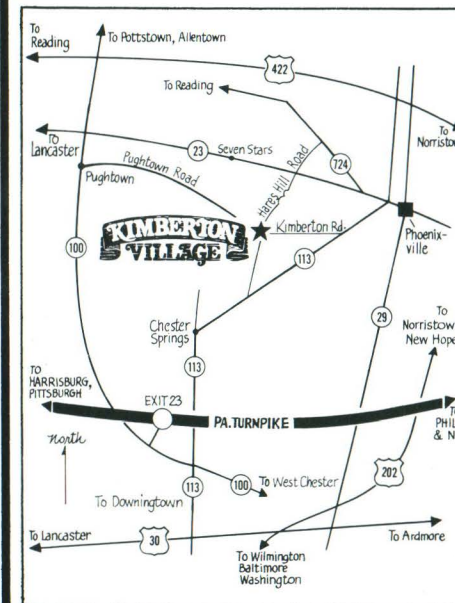 To
Reading
To Pottstown, Allentown
422
To Reading
To
Lancaster
23
Seven Stars
Hares Hill Road
724
To
Pughtown Road
Pughtown
KIMBERTON
VILLAGE
Kimberton Rd.
Phoenix-
ville
100
113
29
Chester
Springs
To
New Hope
TO
HARRISBURG,
PITTSBURGH
113
EXIT 23
PA. TURNPIKE
TO
& N
North
202
113
100
To West Chester
To Downingtown
To Lancaster
30
To Ardmore
To Wilmington
Baltimore
Washington